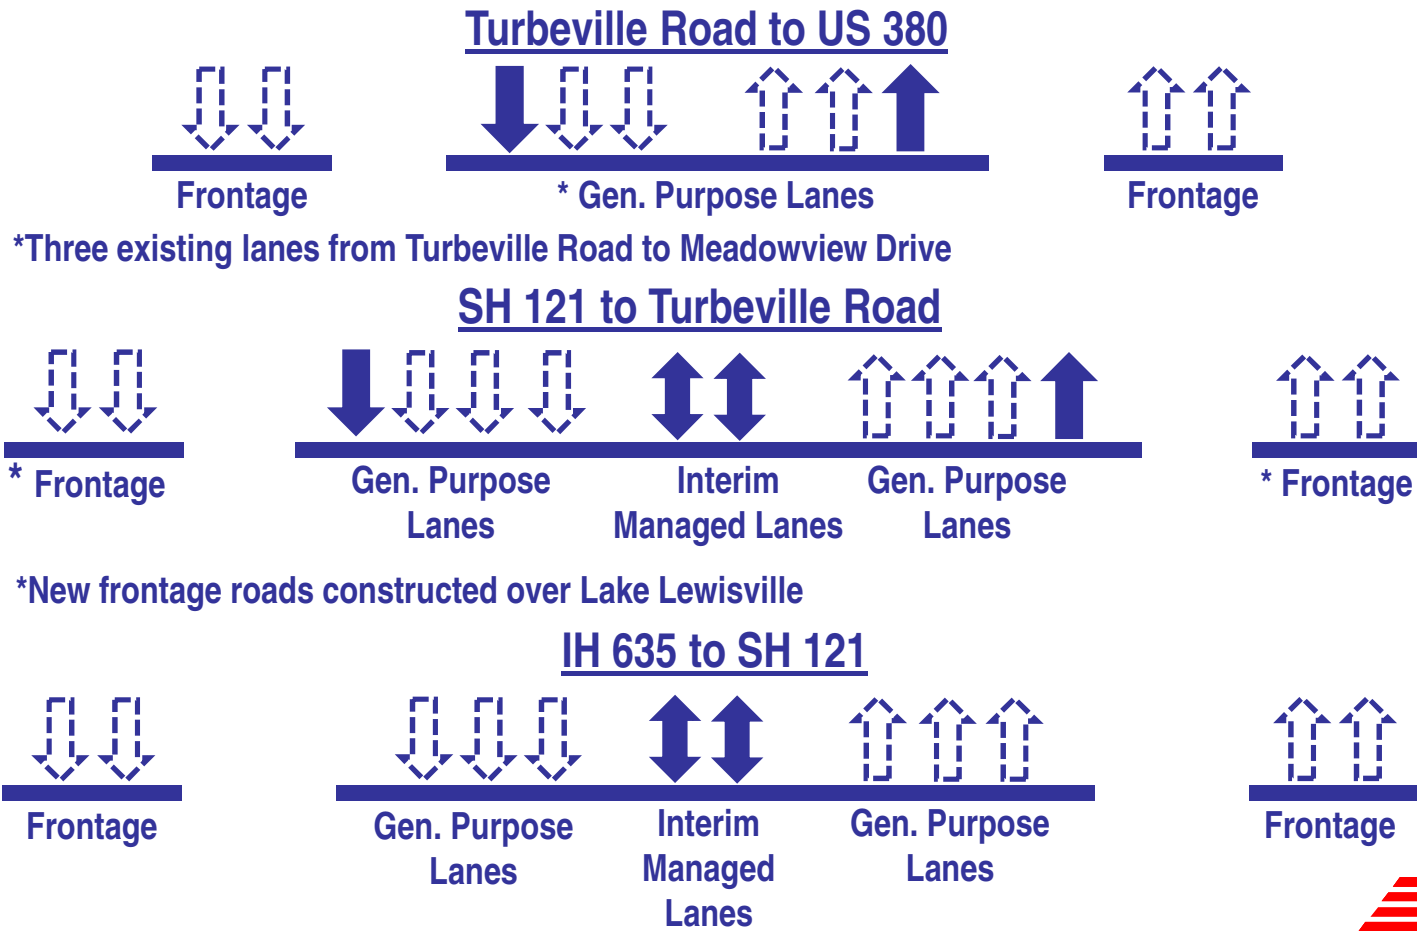 Turbeville Road to US 380
Frontage
* Gen. Purpose Lanes
Frontage
*Three existing lanes from Turbeville Road to Meadowview Drive
SH 121 to Turbeville Road
* Frontage
Gen. Purpose
Lanes
Interim
Managed Lanes
Gen. Purpose
Lanes
* Frontage
*New frontage roads constructed over Lake Lewisville
IH 635 to SH 121
Frontage
Gen. Purpose
Lanes
Interim
Managed
Lanes
Gen. Purpose
Lanes
Frontage